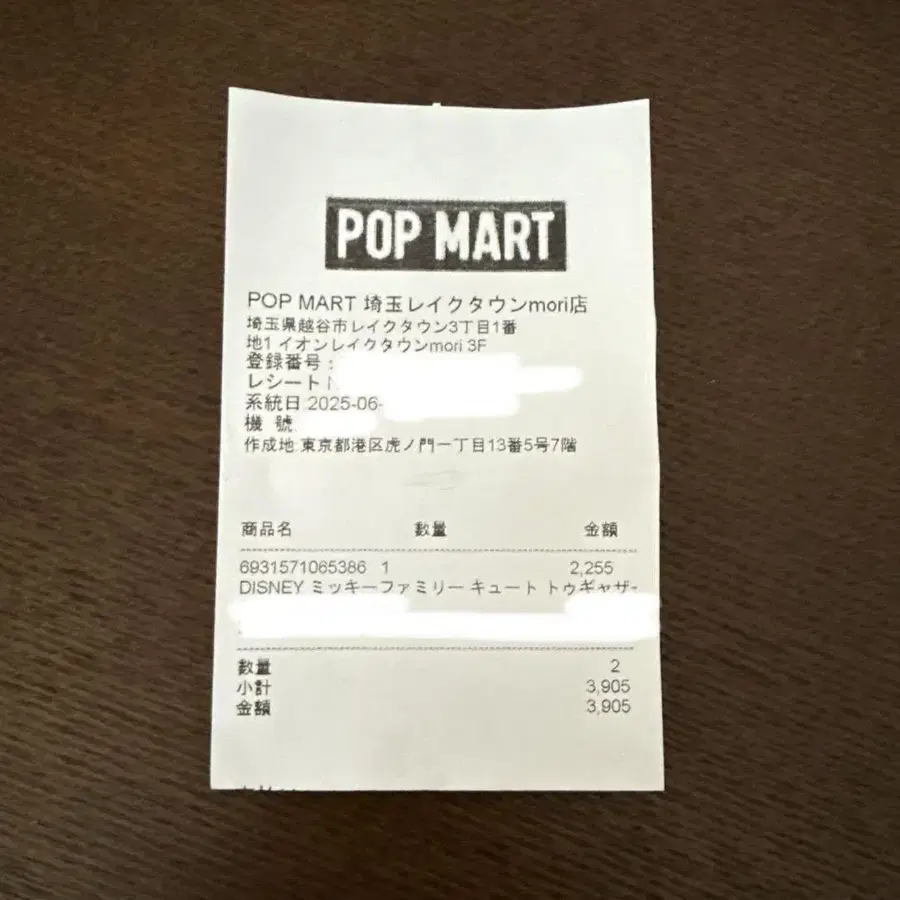 POP MART
POP MART 埼玉レイクタウンmori店
埼玉県越谷市レイクタウン3丁目1番
地1 イオンレイクタウンmori 3F
登録番号:
レシート
系統日:2025-06-
機 號:
作成地:東京都港区虎ノ門一丁目13番5号7階
商品名 數量 金額
6931571065386 1 2,255
DISNEY ミッキーファミリー キュート トゥギャザー
數量 2
小計 3,905
金額 3,905